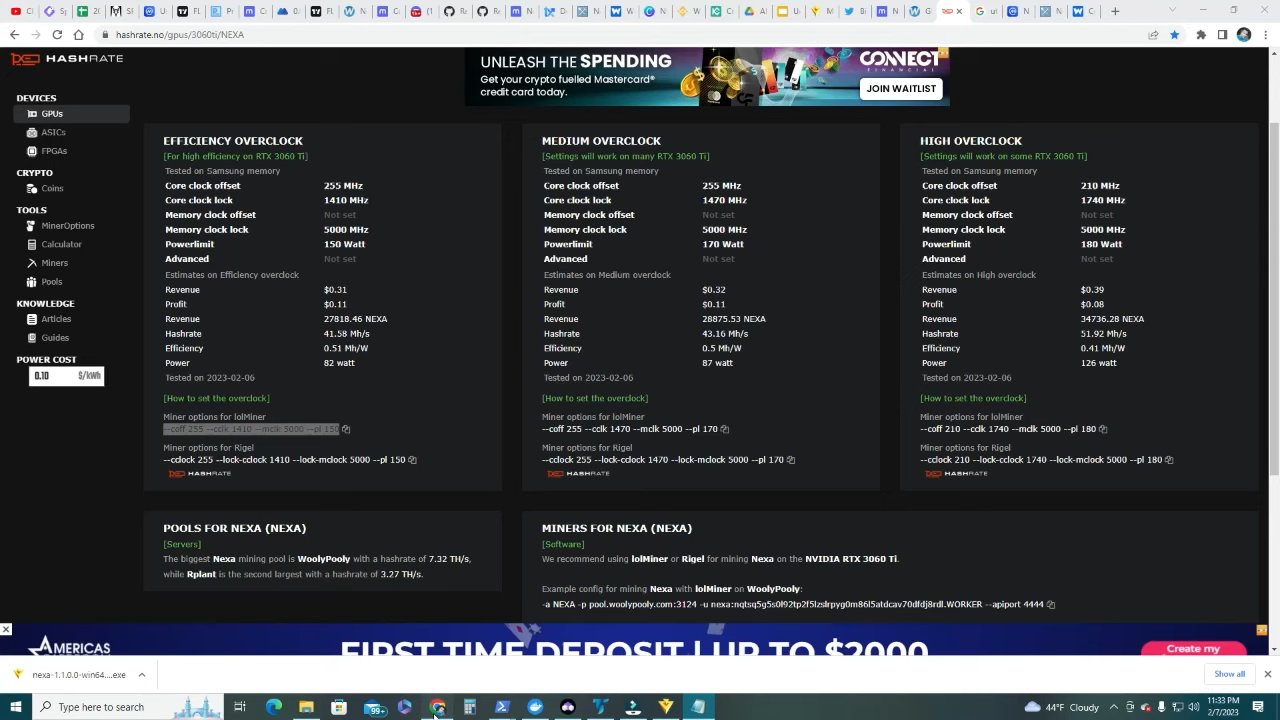 hashrate.no/gpus/3060ti/NEXA
HASHRATE
UNLEASH THE SPENDING
Get your crypto fuelled Mastercard®
credit card today.
CONNECT
FINANCIAL
JOIN WAITLIST
DEVICES
GPUs
ASICs
FPGAs
CRYPTO
Coins
TOOLS
MinerOptions
Calculator
Miners
Pools
KNOWLEDGE
Articles
Guides
POWER COST
0.10 $/kWh
EFFICIENCY OVERCLOCK
[For high efficiency on RTX 3060 Ti]
Tested on Samsung memory
Core clock offset 255 MHz
Core clock lock 1410 MHz
Memory clock offset Not set
Memory clock lock 5000 MHz
Powerlimit 150 Watt
Advanced Not set
Estimates on Efficiency overclock
Revenue $0.31
Profit $0.11
Revenue 27818.46 NEXA
Hashrate 41.58 Mh/s
Efficiency 0.51 Mh/W
Power 82 watt
Tested on 2023-02-06
[How to set the overclock]
Miner options for lolMiner
--coff 255 --cclk 1410 --mclk 5000 --pl 150
Miner options for Rigel
--cclock 255 --lock-cclock 1410 --lock-mclock 5000 --pl 150
HASHRATE
MEDIUM OVERCLOCK
[Settings will work on many RTX 3060 Ti]
Tested on Samsung memory
Core clock offset 255 MHz
Core clock lock 1470 MHz
Memory clock offset Not set
Memory clock lock 5000 MHz
Powerlimit 170 Watt
Advanced Not set
Estimates on Medium overclock
Revenue $0.32
Profit $0.11
Revenue 28875.53 NEXA
Hashrate 43.16 Mh/s
Efficiency 0.5 Mh/W
Power 87 watt
Tested on 2023-02-06
[How to set the overclock]
Miner options for lolMiner
--coff 255 --cclk 1470 --mclk 5000 --pl 170
Miner options for Rigel
--cclock 255 --lock-cclock 1470 --lock-mclock 5000 --pl 170
HASHRATE
HIGH OVERCLOCK
[Settings will work on some RTX 3060 Ti]
Tested on Samsung memory
Core clock offset 210 MHz
Core clock lock 1740 MHz
Memory clock offset Not set
Memory clock lock 5000 MHz
Powerlimit 180 Watt
Advanced Not set
Estimates on High overclock
Revenue $0.39
Profit $0.08
Revenue 34736.28 NEXA
Hashrate 51.92 Mh/s
Efficiency 0.41 Mh/W
Power 126 watt
Tested on 2023-02-06
[How to set the overclock]
Miner options for lolMiner
--coff 210 --cclk 1740 --mclk 5000 --pl 180
Miner options for Rigel
--cclock 210 --lock-cclock 1740 --lock-mclock 5000 --pl 180
HASHRATE
POOLS FOR NEXA (NEXA)
[Servers]
The biggest Nexa mining pool is WoolyPooly with a hashrate of 7.32 TH/s,
while Rplant is the second largest with a hashrate of 3.27 TH/s.
MINERS FOR NEXA (NEXA)
[Software]
We recommend using lolMiner or Rigel for mining Nexa on the NVIDIA RTX 3060 Ti.
Example config for mining Nexa with lolMiner on WoolyPooly:
AMERICAS
FIRST TIME DEPOSIT | UP TO $2000
Create my
nexa-1.1.0.0-win64....exe
Show all
Type here to search
99+
44°F Cloudy
11:33 PM
2/7/2023